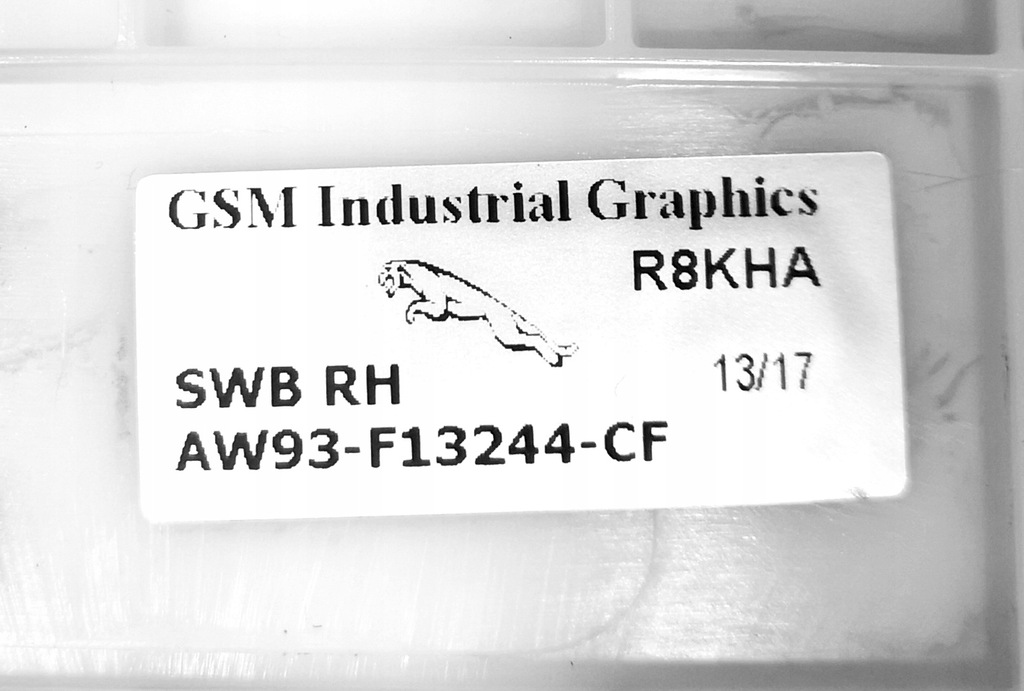 GSM Industrial Graphics
R8KHA
13/17
SWB RH
AW93-F13244-CF